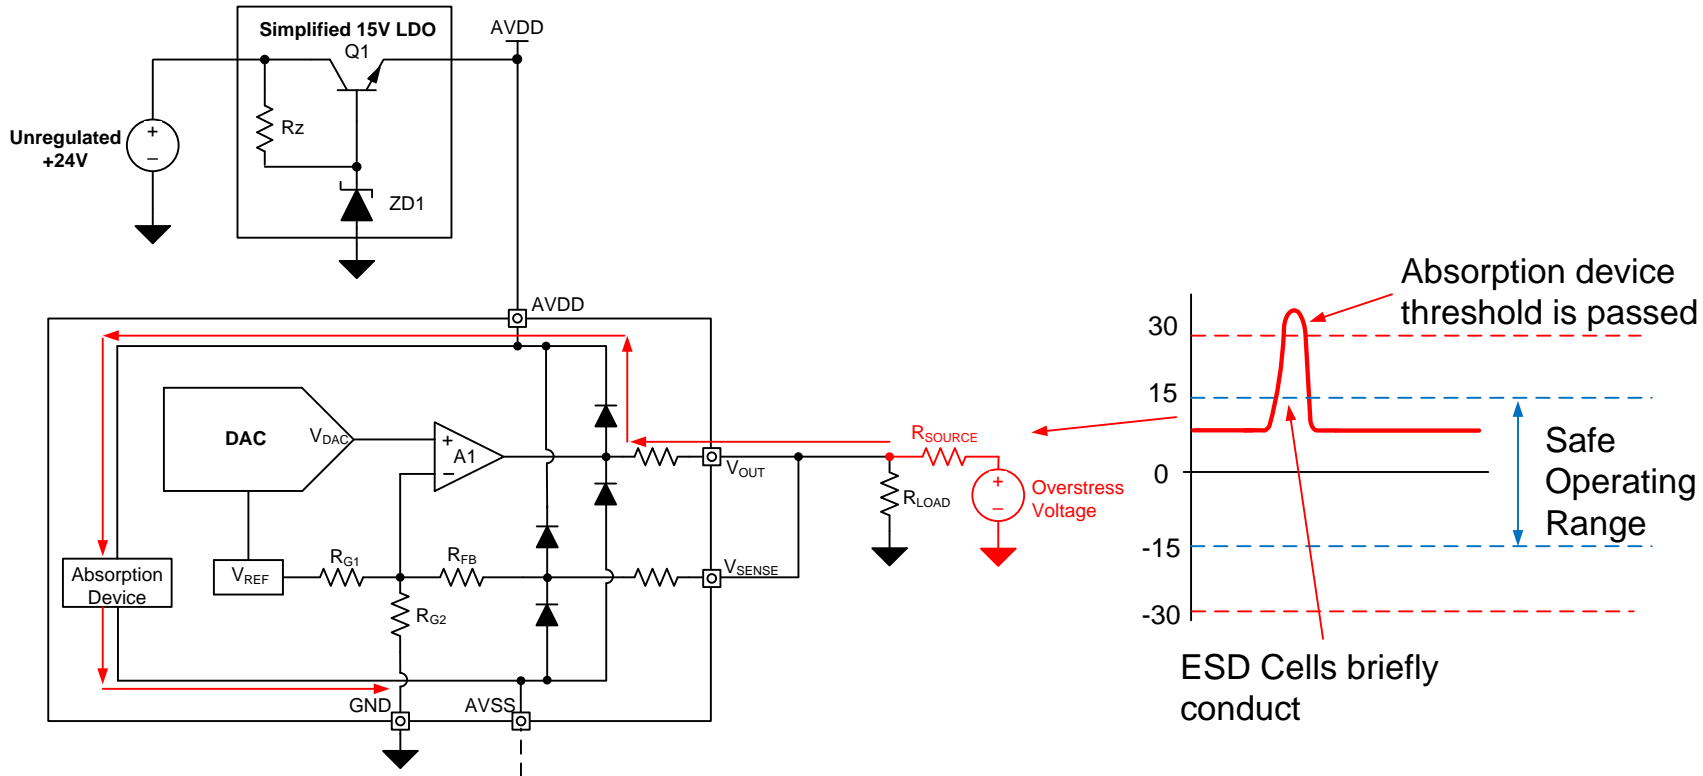 Simplified 15V LDO
Q1
AVDD
Rz
Unregulated
+24V
+
−
ZD1
AVDD
DAC
VDAC
+
A1
−
VOUT
RSOURCE
RLOAD
+
−
Overstress
Voltage
VREF
RG1
RFB
VSENSE
Absorption
Device
RG2
GND
AVSS
Absorption device
threshold is passed
30
15
0
-15
-30
Safe
Operating
Range
ESD Cells briefly
conduct